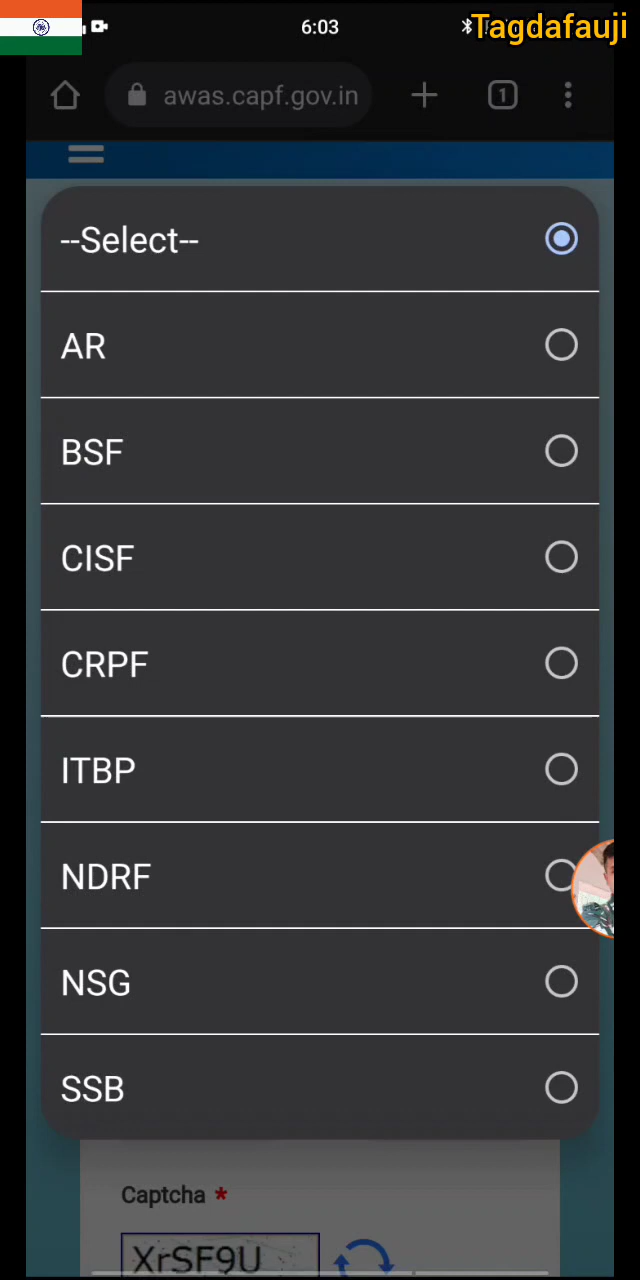 6:03
Tagdafauji
awas.capf.gov.in
1
--Select--
AR
BSF
CISF
CRPF
ITBP
NDRF
NSG
SSB
Captcha *
XrSF9U